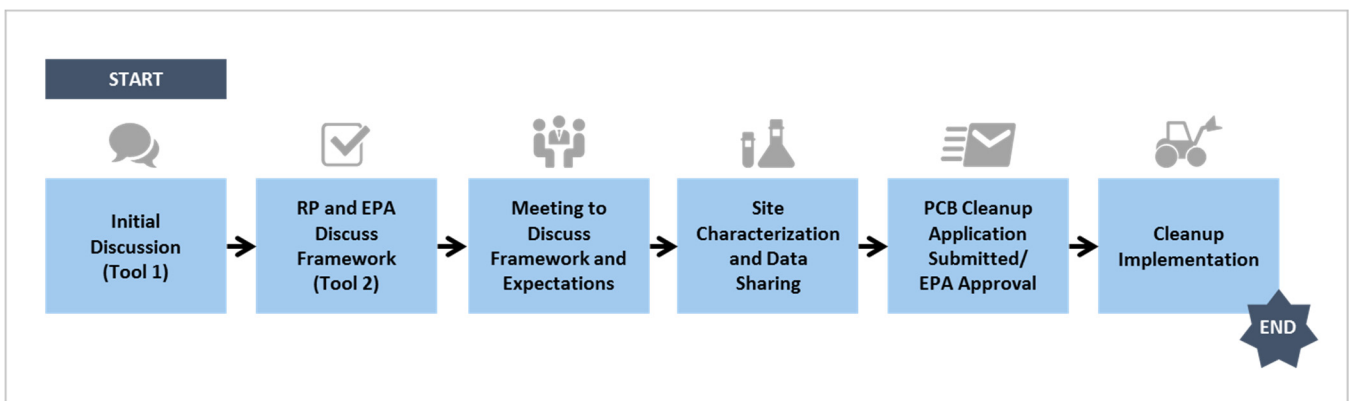 START
Initial
Discussion
(Tool 1)
RP and EPA
Discuss
Framework
(Tool 2)
Meeting to
Discuss
Framework and
Expectations
Site
Characterization
and Data
Sharing
PCB Cleanup
Application
Submitted/
EPA Approval
Cleanup
Implementation
END